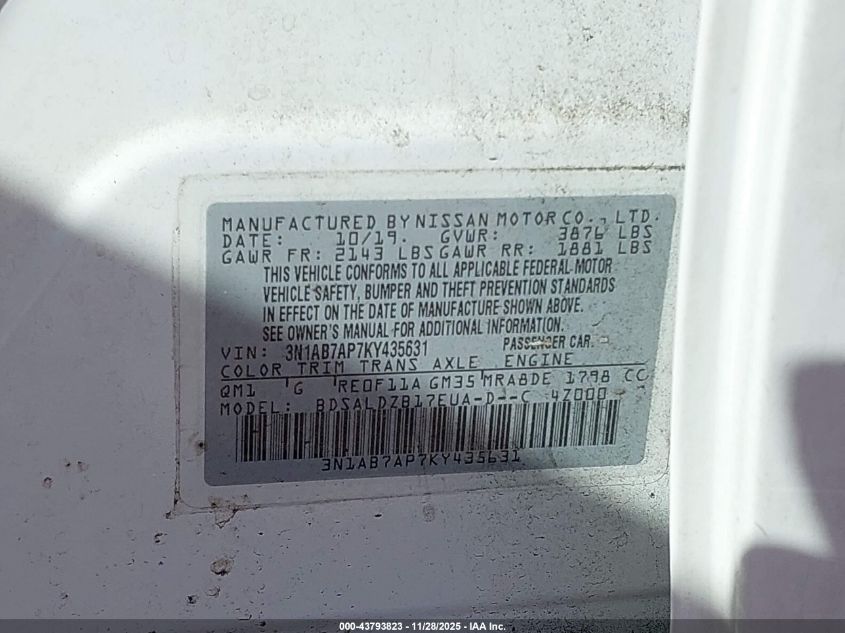 MANUFACTURED BY NISSAN MOTOR CO., LTD.
DATE: 10/19. GVWR: 3876 LBS
GAWR FR: 2143 LBS GAWR RR: 1881 LBS
THIS VEHICLE CONFORMS TO ALL APPLICABLE FEDERAL MOTOR
VEHICLE SAFETY, BUMPER AND THEFT PREVENTION STANDARDS
IN EFFECT ON THE DATE OF MANUFACTURE SHOWN ABOVE.
SEE OWNER'S MANUAL FOR ADDITIONAL INFORMATION.
VIN: 3N1AB7AP7KY435631 PASSENGER CAR
COLOR TRIM TRANS AXLE ENGINE
QM1 G RE0F11A GM35 MRA8DE 1798 CC
MODEL: BDSALDZB17EUA-D--C 4Z000
3N1AB7AP7KY435631
000-43793823 - 11/28/2025 - IAA Inc.